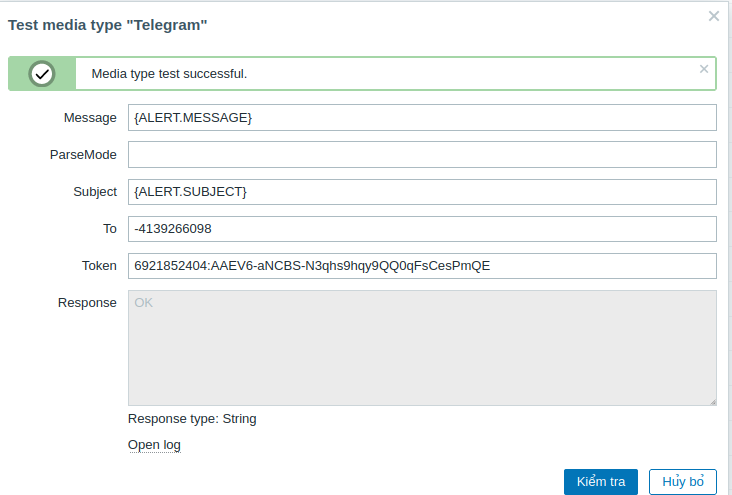 Test media type "Telegram"
Media type test successful.
Message {ALERT.MESSAGE}
ParseMode
Subject {ALERT.SUBJECT}
To -4139266098
Token 6921852404:AAEV6-aNCBS-N3qhs9hqy9QQ0qFsCesPmQE
Response OK
Response type: String
Open log
Kiểm tra Hủy bỏ